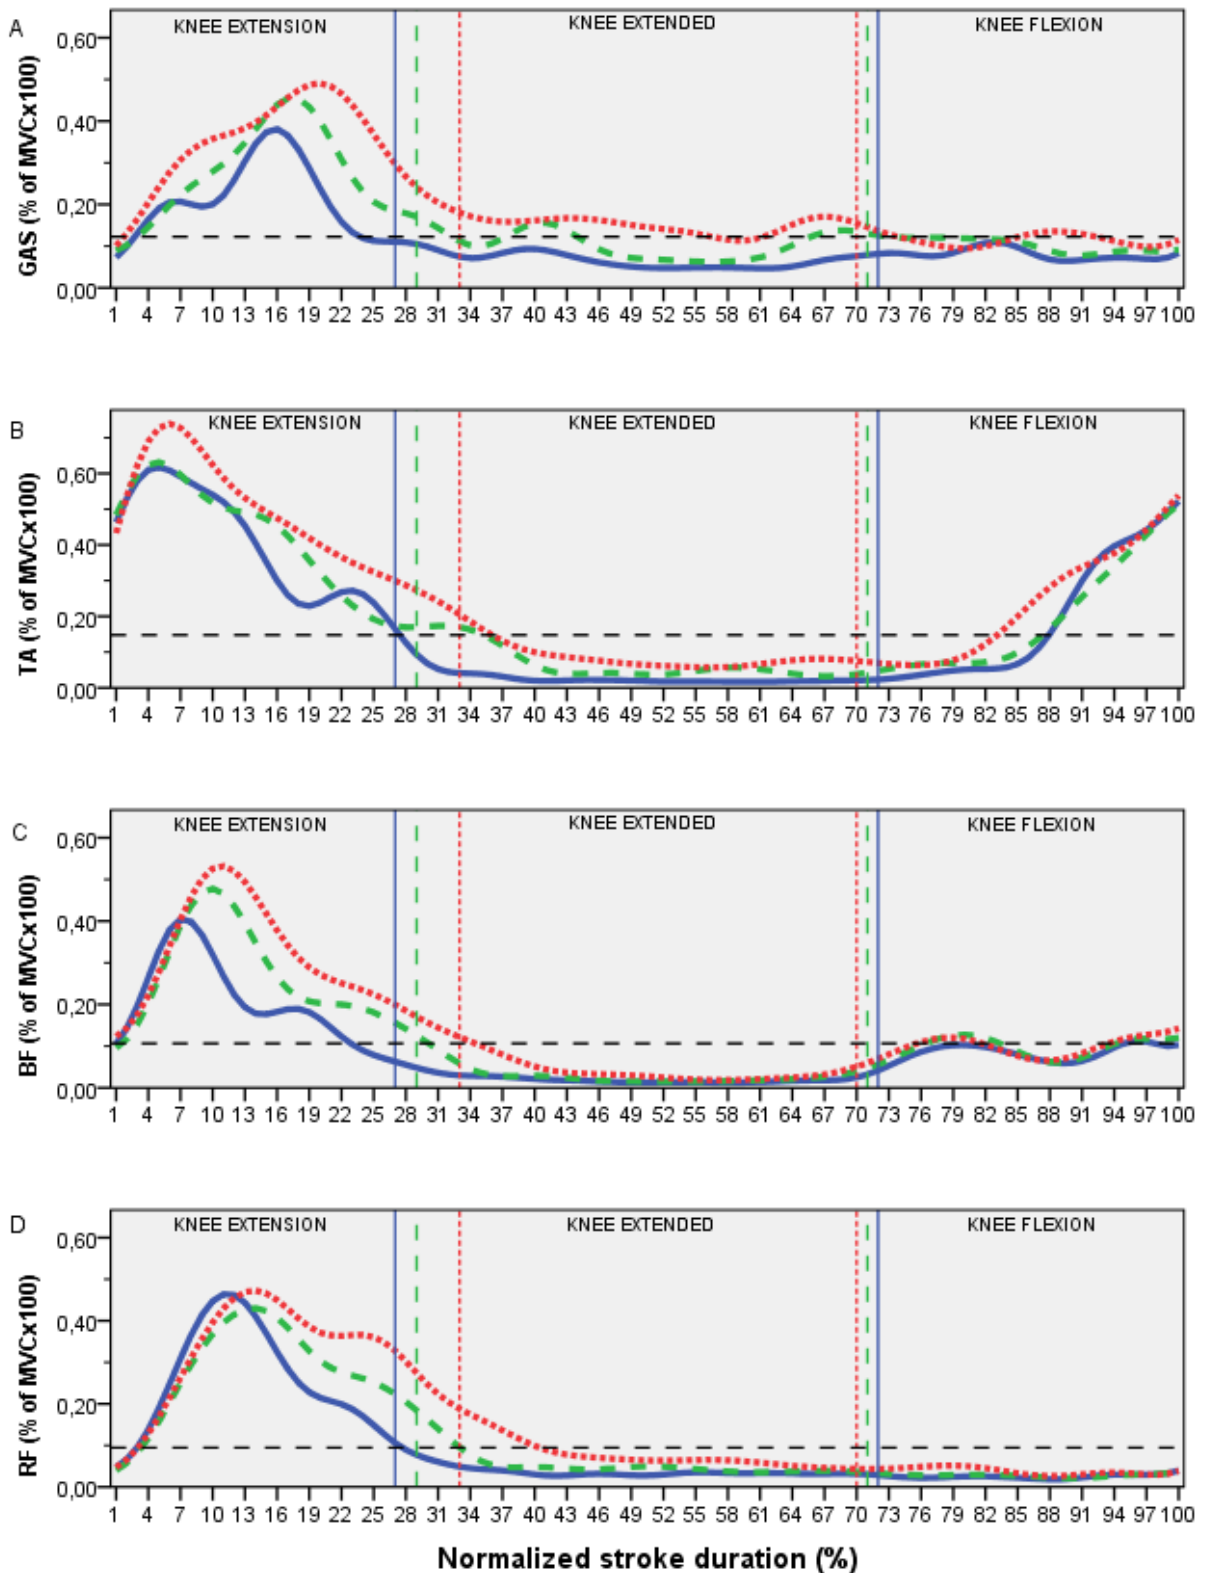 A
KNEE EXTENSION KNEE EXTENDED KNEE FLEXION
GAS (% of MVCx100)
0,60
0,40
0,20
0,00
1 4 7 10 13 16 19 22 25 28 31 34 37 40 43 46 49 52 55 58 61 64 67 70 73 76 79 82 85 88 91 94 97 100
B
KNEE EXTENSION KNEE EXTENDED KNEE FLEXION
TA (% of MVCx100)
0,60
0,40
0,20
0,00
1 4 7 10 13 16 19 22 25 28 31 34 37 40 43 46 49 52 55 58 61 64 67 70 73 76 79 82 85 88 91 94 97 100
C
KNEE EXTENSION KNEE EXTENDED KNEE FLEXION
BF (% of MVCx100)
0,60
0,40
0,20
0,00
1 4 7 10 13 16 19 22 25 28 31 34 37 40 43 46 49 52 55 58 61 64 67 70 73 76 79 82 85 88 91 94 97 100
D
KNEE EXTENSION KNEE EXTENDED KNEE FLEXION
RF (% of MVCx100)
0,60
0,40
0,20
0,00
1 4 7 10 13 16 19 22 25 28 31 34 37 40 43 46 49 52 55 58 61 64 67 70 73 76 79 82 85 88 91 94 97 100
Normalized stroke duration (%)